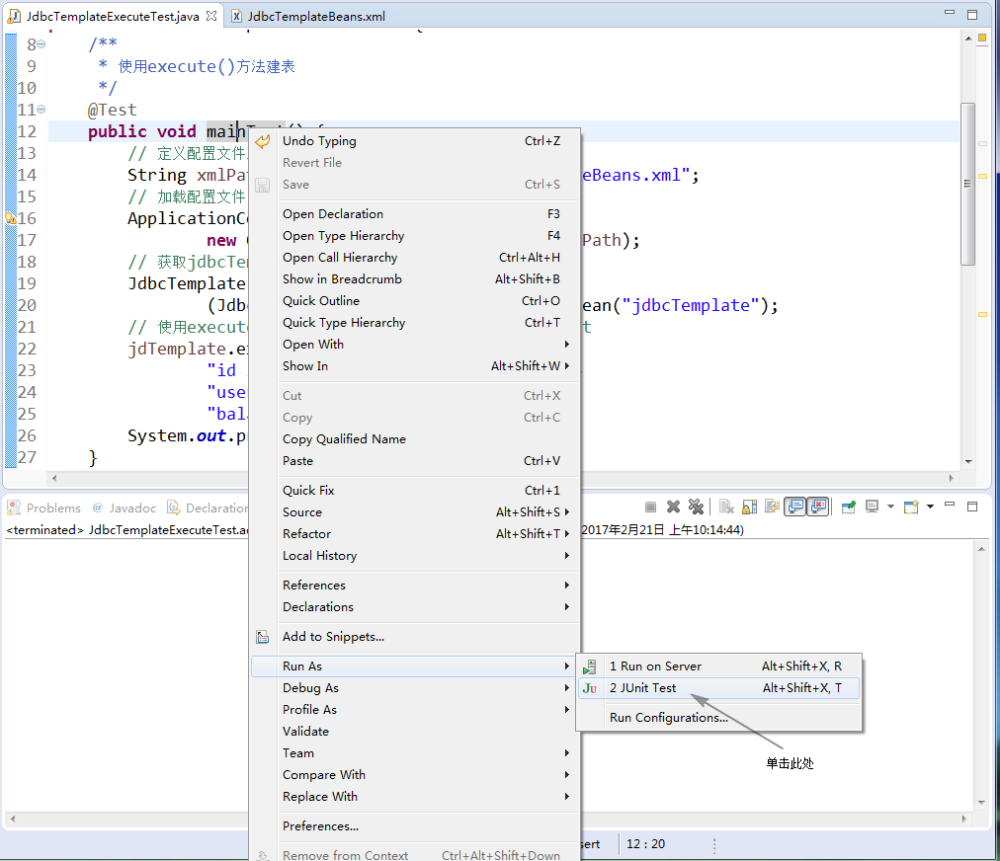 JdbcTemplateExecuteTest.java
JdbcTemplateBeans.xml
8 /**
9 * 使用execute()方法建表
10 */
11 @Test
12 public void main
13 // 定义配置文件
14 String xmlPa eBeans.xml";
15 // 加载配置文件
16 ApplicationCo
17 new Path);
18 // 获取jdbcTem
19 JdbcTemplate
20 (Jdbc ean("jdbcTemplate");
21 // 使用execute t
22 jdTemplate.ex
23 "id
24 "use
25 "bala
26 System.out.p
27 }
Undo Typing Ctrl+Z
Revert File
Save Ctrl+S
Open Declaration F3
Open Type Hierarchy F4
Open Call Hierarchy Ctrl+Alt+H
Show in Breadcrumb Alt+Shift+B
Quick Outline Ctrl+O
Quick Type Hierarchy Ctrl+T
Open With
Show In Alt+Shift+W
Cut Ctrl+X
Copy Ctrl+C
Copy Qualified Name
Paste Ctrl+V
Quick Fix Ctrl+1
Source Alt+Shift+S
Refactor Alt+Shift+T
Local History
References
Declarations
Add to Snippets...
Run As
Debug As
Profile As
Validate
Team
Compare With
Replace With
Preferences...
Remove from Context Ctrl+Alt+Shift+Down
1 Run on Server Alt+Shift+X, R
2 JUnit Test Alt+Shift+X, T
Run Configurations...
单击此处
Problems @ Javadoc Declaration
<terminated> JdbcTemplateExecuteTest.ad 2017年2月21日 上午10:14:44)
sert 12 : 20